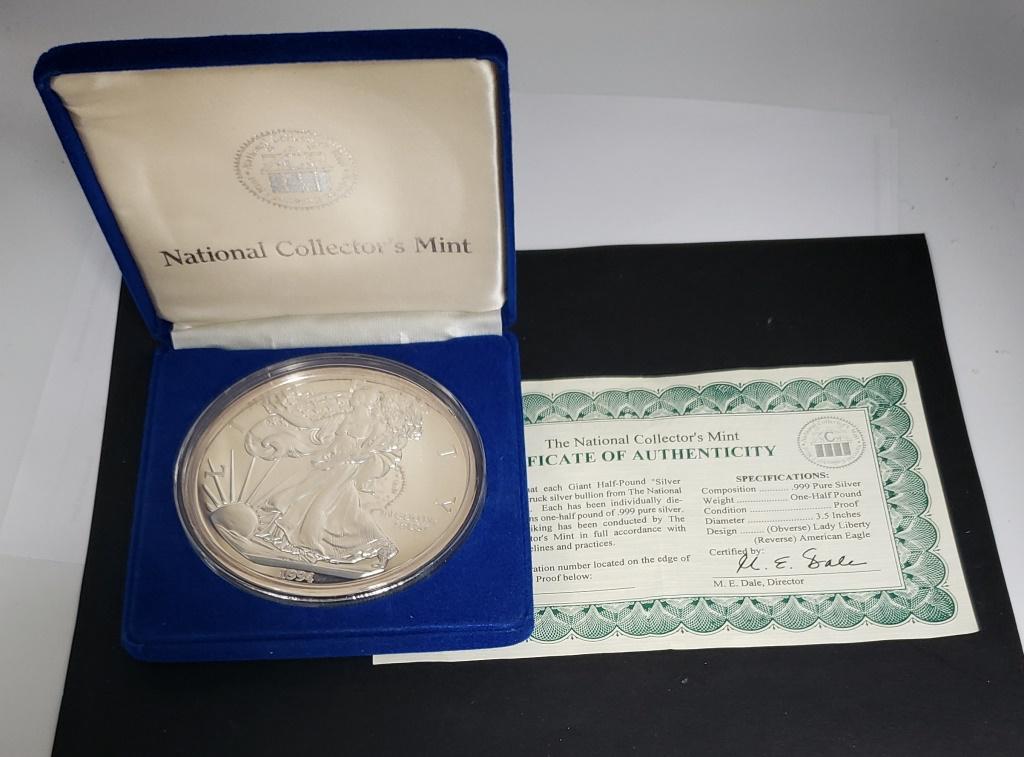 National Collector's Mint
L I T Y
1994
The National Collector's Mint
FICATE OF AUTHENTICITY
at each Giant Half-Pound "Silver
ruck silver bullion from The National
. Each has been individually die-
ns one-half pound of .999 pure silver.
iking has been conducted by The
or's Mint in full accordance with
elines and practices.
ration number located on the edge of
Proof below:
SPECIFICATIONS:
Composition .......... .999 Pure Silver
Weight .................. One-Half Pound
Condition ............................ Proof
Diameter ........................ 3.5 Inches
Design ........ (Obverse) Lady Liberty
(Reverse) American Eagle
Certified by:
M. E. Dale
M. E. Dale, Director